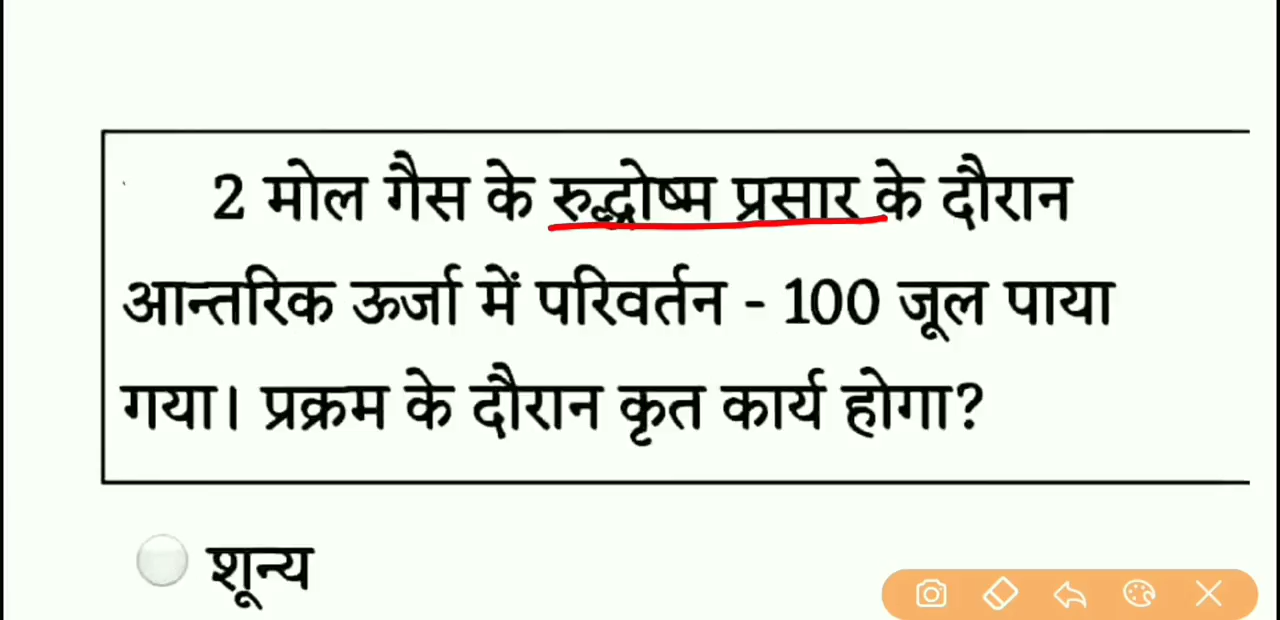 2 मोल गैस के रुद्धोष्म प्रसार के दौरान
आन्तरिक ऊर्जा में परिवर्तन - 100 जूल पाया
गया। प्रक्रम के दौरान कृत कार्य होगा?
शून्य